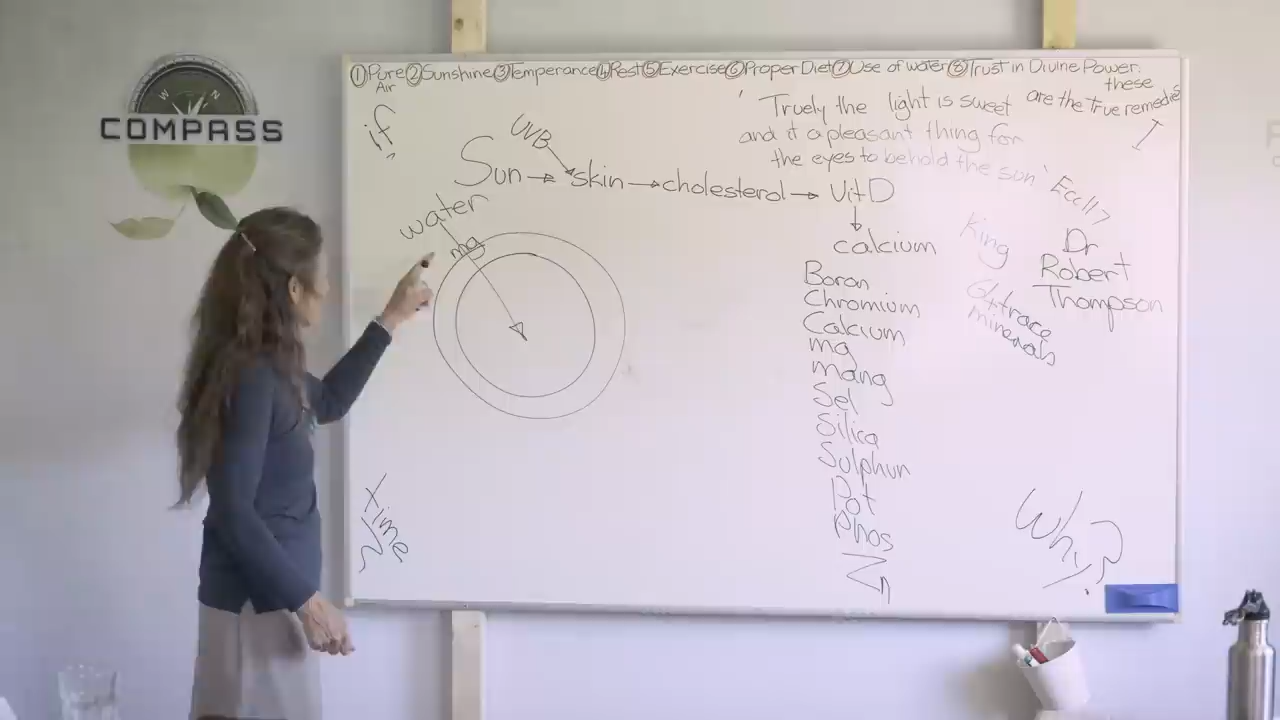 W N
COMPASS
①Pure Air ②Sunshine ③Temperance ④Rest ⑤Exercise ⑥Proper Diet ⑦Use of water ⑧Trust in Divine Power.
these
are the true remedies
if,
'Truely the light is sweet
and it a pleasant thing for
the eyes to behold the sun' Eccl 11 7
UVB
Sun → skin → cholesterol → Vit D
water
mg
calcium
Boron
Chromium
Calcium
mg
mang
Sel
Silica
Sulphur
Pot
Phos
Zn
King
64 trace
minerals
Dr
Robert
Thompson
time
Why?